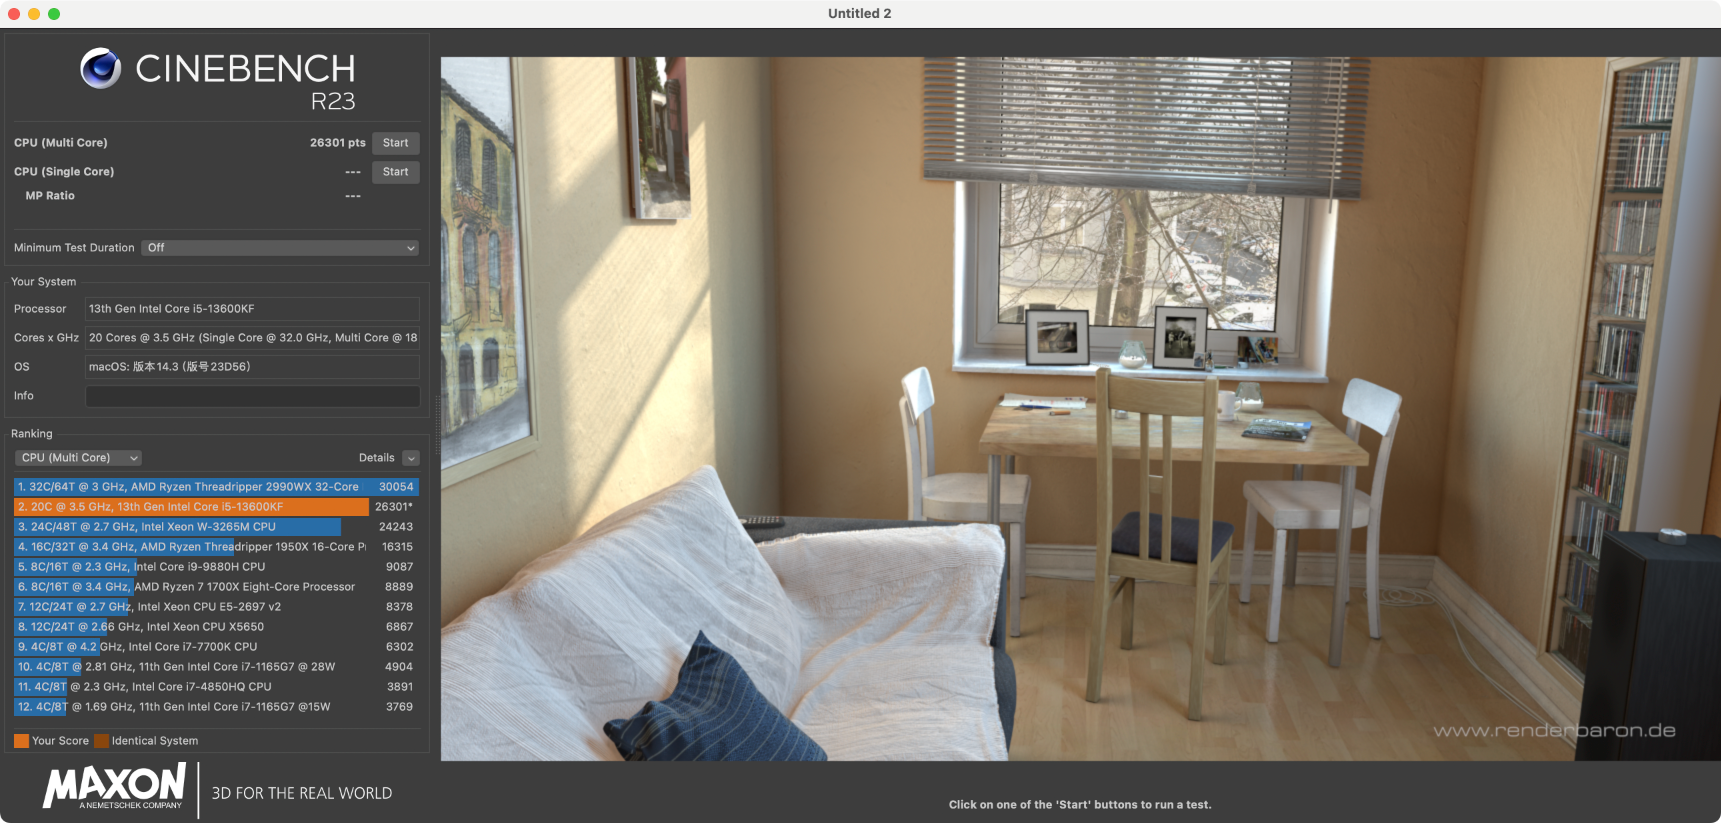 Untitled 2
CINEBENCH
R23
CPU (Multi Core) 26301 pts Start
CPU (Single Core) --- Start
MP Ratio ---
Minimum Test Duration Off
Your System
Processor 13th Gen Intel Core i5-13600KF
Cores x GHz 20 Cores @ 3.5 GHz (Single Core @ 32.0 GHz, Multi Core @ 18
OS macOS: 版本14.3 (版号23D56)
Info
Ranking
CPU (Multi Core) Details
1. 32C/64T @ 3 GHz, AMD Ryzen Threadripper 2990WX 32-Core 30054
2. 20C @ 3.5 GHz, 13th Gen Intel Core i5-13600KF 26301*
3. 24C/48T @ 2.7 GHz, Intel Xeon W-3265M CPU 24243
4. 16C/32T @ 3.4 GHz, AMD Ryzen Threadripper 1950X 16-Core 16315
5. 8C/16T @ 2.3 GHz, Intel Core i9-9880H CPU 9087
6. 8C/16T @ 3.4 GHz, AMD Ryzen 7 1700X Eight-Core Processor 8889
7. 12C/24T @ 2.7 GHz, Intel Xeon CPU E5-2697 v2 8378
8. 12C/24T @ 2.66 GHz, Intel Xeon CPU X5650 6867
9. 4C/8T @ 4.2 GHz, Intel Core i7-7700K CPU 6302
10. 4C/8T @ 2.81 GHz, 11th Gen Intel Core i7-1165G7 @ 28W 4904
11. 4C/8T @ 2.3 GHz, Intel Core i7-4850HQ CPU 3891
12. 4C/8T @ 1.69 GHz, 11th Gen Intel Core i7-1165G7 @15W 3769
Your Score Identical System
MAXON
A NEMETSCHEK COMPANY
3D FOR THE REAL WORLD
www.renderbaron.de
Click on one of the 'Start' buttons to run a test.